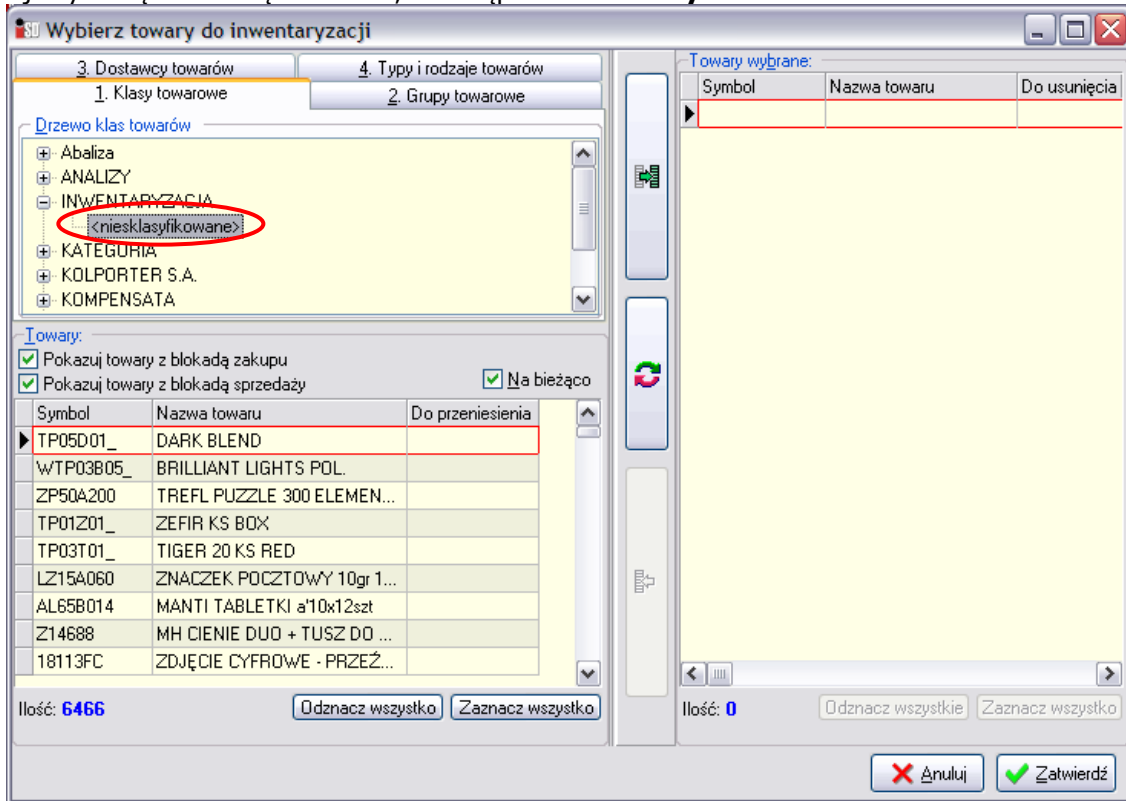 Wybierz towary do inwentaryzacji
3. Dostawcy towarów 4. Typy i rodzaje towarów
1. Klasy towarowe 2. Grupy towarowe
Drzewo klas towarów
Abaliza
ANALIZY
INWENTARYZACJA
<niesklasyfikowane>
KATEGORIA
KOLPORTER S.A.
KOMPENSATA
Towary:
Pokazuj towary z blokadą zakupu
Pokazuj towary z blokadą sprzedaży Na bieżąco
Symbol Nazwa towaru Do przeniesienia
TP05D01_ DARK BLEND
WTP03B05_ BRILLIANT LIGHTS POL.
ZP50A200 TREFL PUZZLE 300 ELEMEN...
TP01Z01_ ZEFIR KS BOX
TP03T01_ TIGER 20 KS RED
LZ15A060 ZNACZEK POCZTOWY 10gr 1...
AL65B014 MANTI TABLETKI a'10x12szt
Z14688 MH CIENIE DUO + TUSZ DO ...
18113FC ZDJĘCIE CYFROWE - PRZEŹ...
Ilość: 6466 Odznacz wszystko Zaznacz wszystko
Towary wybrane:
Symbol Nazwa towaru Do usunięcia
Ilość: 0 Odznacz wszystkie Zaznacz wszystko
Anuluj Zatwierdź